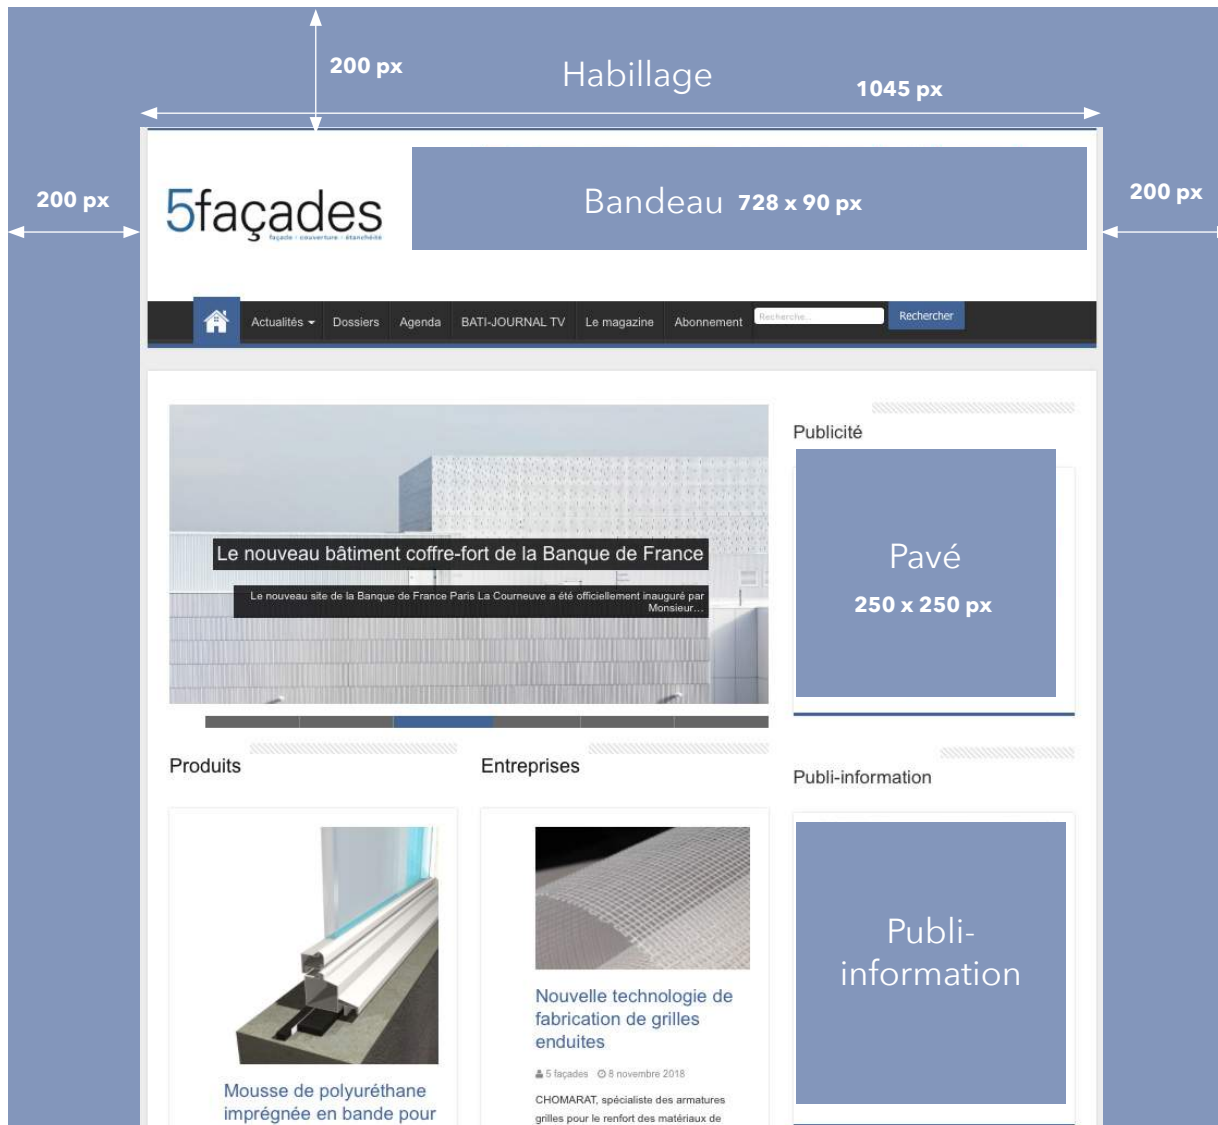 200 px
Habillage
1045 px
200 px
5façades
façade - couverture - étanchéité
Bandeau 728 x 90 px
200 px
Actualités
Dossiers
Agenda
BATI-JOURNAL TV
Le magazine
Abonnement
Recherche...
Rechercher
Le nouveau bâtiment coffre-fort de la Banque de France
Le nouveau site de la Banque de France Paris La Courneuve a été officiellement inauguré par
Monsieur...
Publicité
Pavé
250 x 250 px
Produits
Mousse de polyuréthane
imprégnée en bande pour
Entreprises
Nouvelle technologie de
fabrication de grilles
enduites
5 façades 8 novembre 2018
CHOMARAT, spécialiste des armatures
grilles pour le renfort des matériaux de
Publi-information
Publi-
information